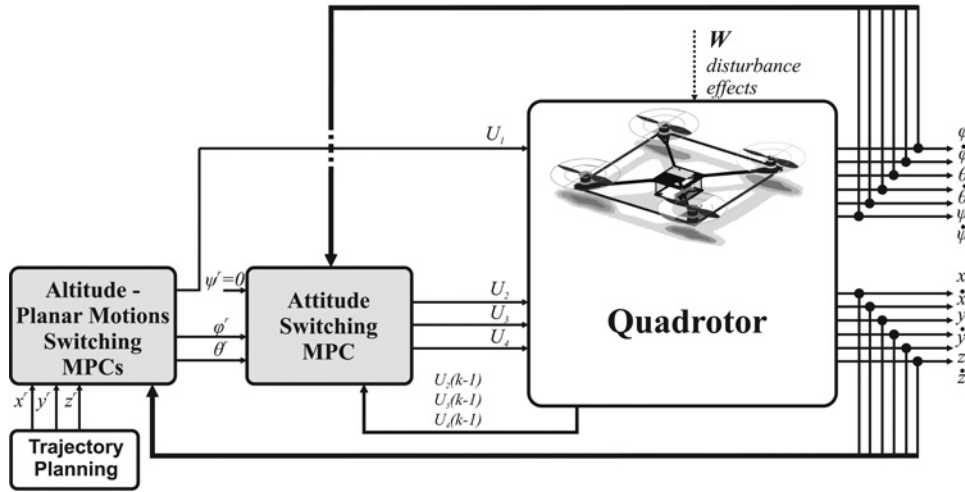 W
disturbance
effects
U₁
φ
φ̇
θ
θ̇
ψ
ψ̇
Altitude -
Planar Motions
Switching
MPCs
ψʳ=0
φʳ
θʳ
Attitude
Switching
MPC
U₂
U₃
U₄
Quadrotor
x
ẋ
y
ẏ
z
ż
U₂(k-1)
U₃(k-1)
U₄(k-1)
xʳ yʳ zʳ
Trajectory
Planning